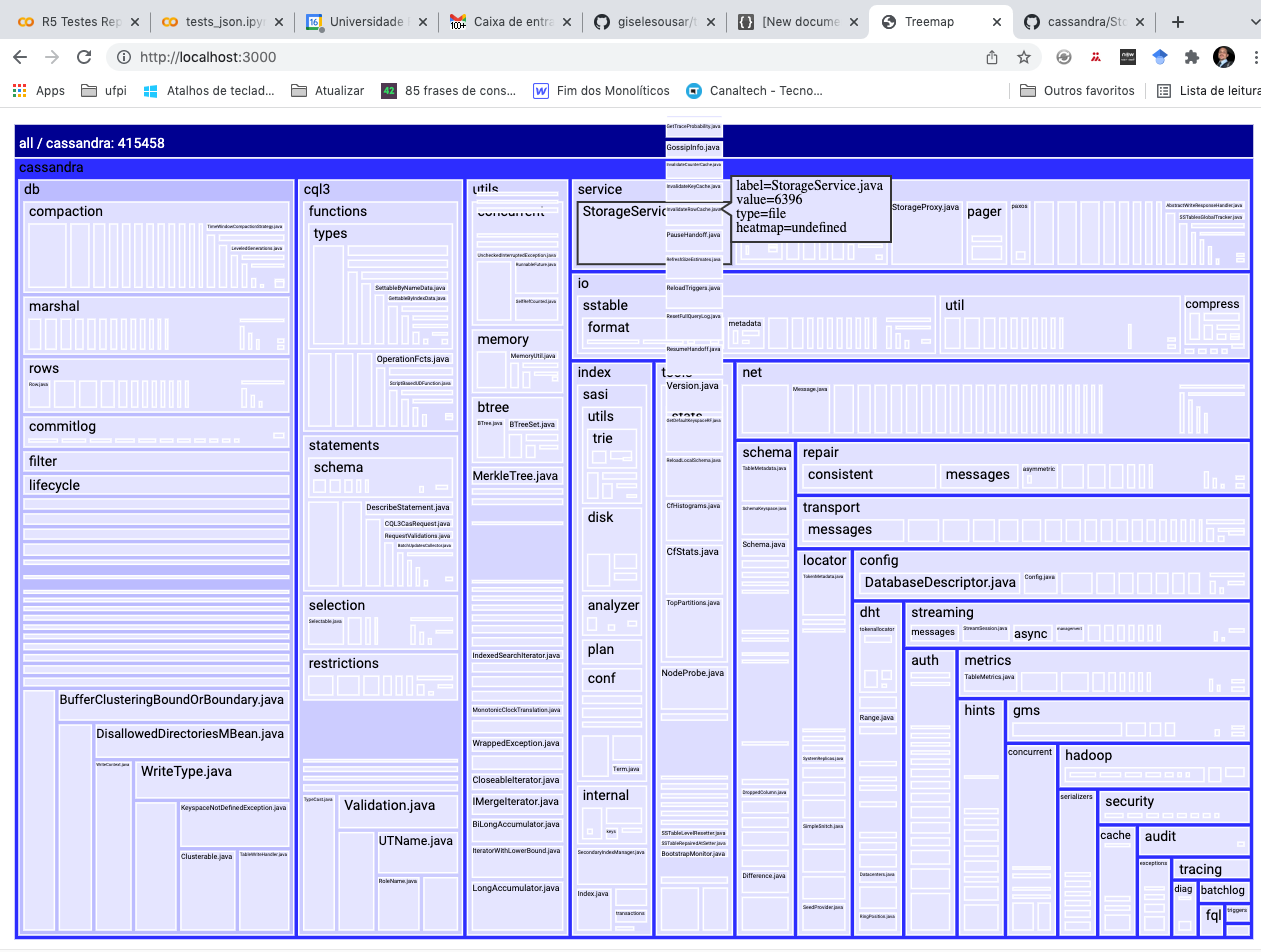 R5 Testes Rep
tests_json.ipy
Universidade
Caixa de entra
giselesousar/t
[New docume
Treemap
cassandra/Sto
http://localhost:3000
Apps
ufpi
Atalhos de teclad...
Atualizar
85 frases de cons...
Fim dos Monolíticos
Canaltech - Tecno...
Outros favoritos
Lista de leitura
all / cassandra: 415458
cassandra
db
compaction
TimeWindowCompactionStrategy.java
LeveledGenerations.java
marshal
rows
Row.java
commitlog
filter
lifecycle
BufferClusteringBoundOrBoundary.java
DisallowedDirectoriesMBean.java
WriteContext.java
WriteType.java
KeyspaceNotDefinedException.java
Clusterable.java
TableWriteHandler.java
cql3
functions
types
SettableByNameData.java
GettableByIndexData.java
OperationFcts.java
ScriptBasedUDFunction.java
statements
schema
DescribeStatement.java
CQL3CasRequest.java
RequestValidations.java
BatchUpdatesCollector.java
selection
Selectable.java
restrictions
TypeCast.java
Validation.java
UTName.java
RoleName.java
utils
concurrent
UncheckedInterruptedException.java
RunnableFuture.java
SelfRefCounted.java
memory
MemoryUtil.java
btree
BTree.java
BTreeSet.java
MerkleTree.java
IndexedSearchIterator.java
MonotonicClockTranslation.java
WrappedException.java
CloseableIterator.java
IMergeIterator.java
BiLongAccumulator.java
IteratorWithLowerBound.java
LongAccumulator.java
service
StorageServic
label=StorageService.java
value=6396
type=file
heatmap=undefined
StorageProxy.java
pager
paxos
AbstractWriteResponseHandler.java
SSTablesGlobalTracker.java
io
sstable
format
metadata
util
compress
index
sasi
utils
trie
disk
analyzer
plan
conf
Term.java
internal
keys
SecondaryIndexManager.java
Index.java
transactions
GetTraceProbability.java
GossipInfo.java
InvalidateCounterCache.java
InvalidateKeyCache.java
InvalidateRowCache.java
PauseHandoff.java
RefreshSizeEstimates.java
ReloadTriggers.java
ResetFullQueryLog.java
ResumeHandoff.java
tools
Version.java
stats
GetDefaultKeyspaceRF.java
ReloadLocalSchema.java
CfHistograms.java
CfStats.java
TopPartitions.java
NodeProbe.java
SSTableLevelResetter.java
SSTableRepairedAtSetter.java
BootstrapMonitor.java
net
Message.java
schema
TableMetadata.java
SchemaKeyspace.java
Schema.java
DroppedColumn.java
Difference.java
repair
consistent
messages
asymmetric
transport
messages
locator
TokenMetadata.java
SystemReplicas.java
SimpleSnitch.java
SeedProvider.java
config
DatabaseDescriptor.java
Config.java
dht
tokenallocator
Range.java
Datacenters.java
RingPosition.java
streaming
messages
StreamSession.java
async
management
auth
metrics
TableMetrics.java
hints
gms
concurrent
hadoop
serializers
security
cache
audit
exceptions
tracing
diag
batchlog
fql
triggers